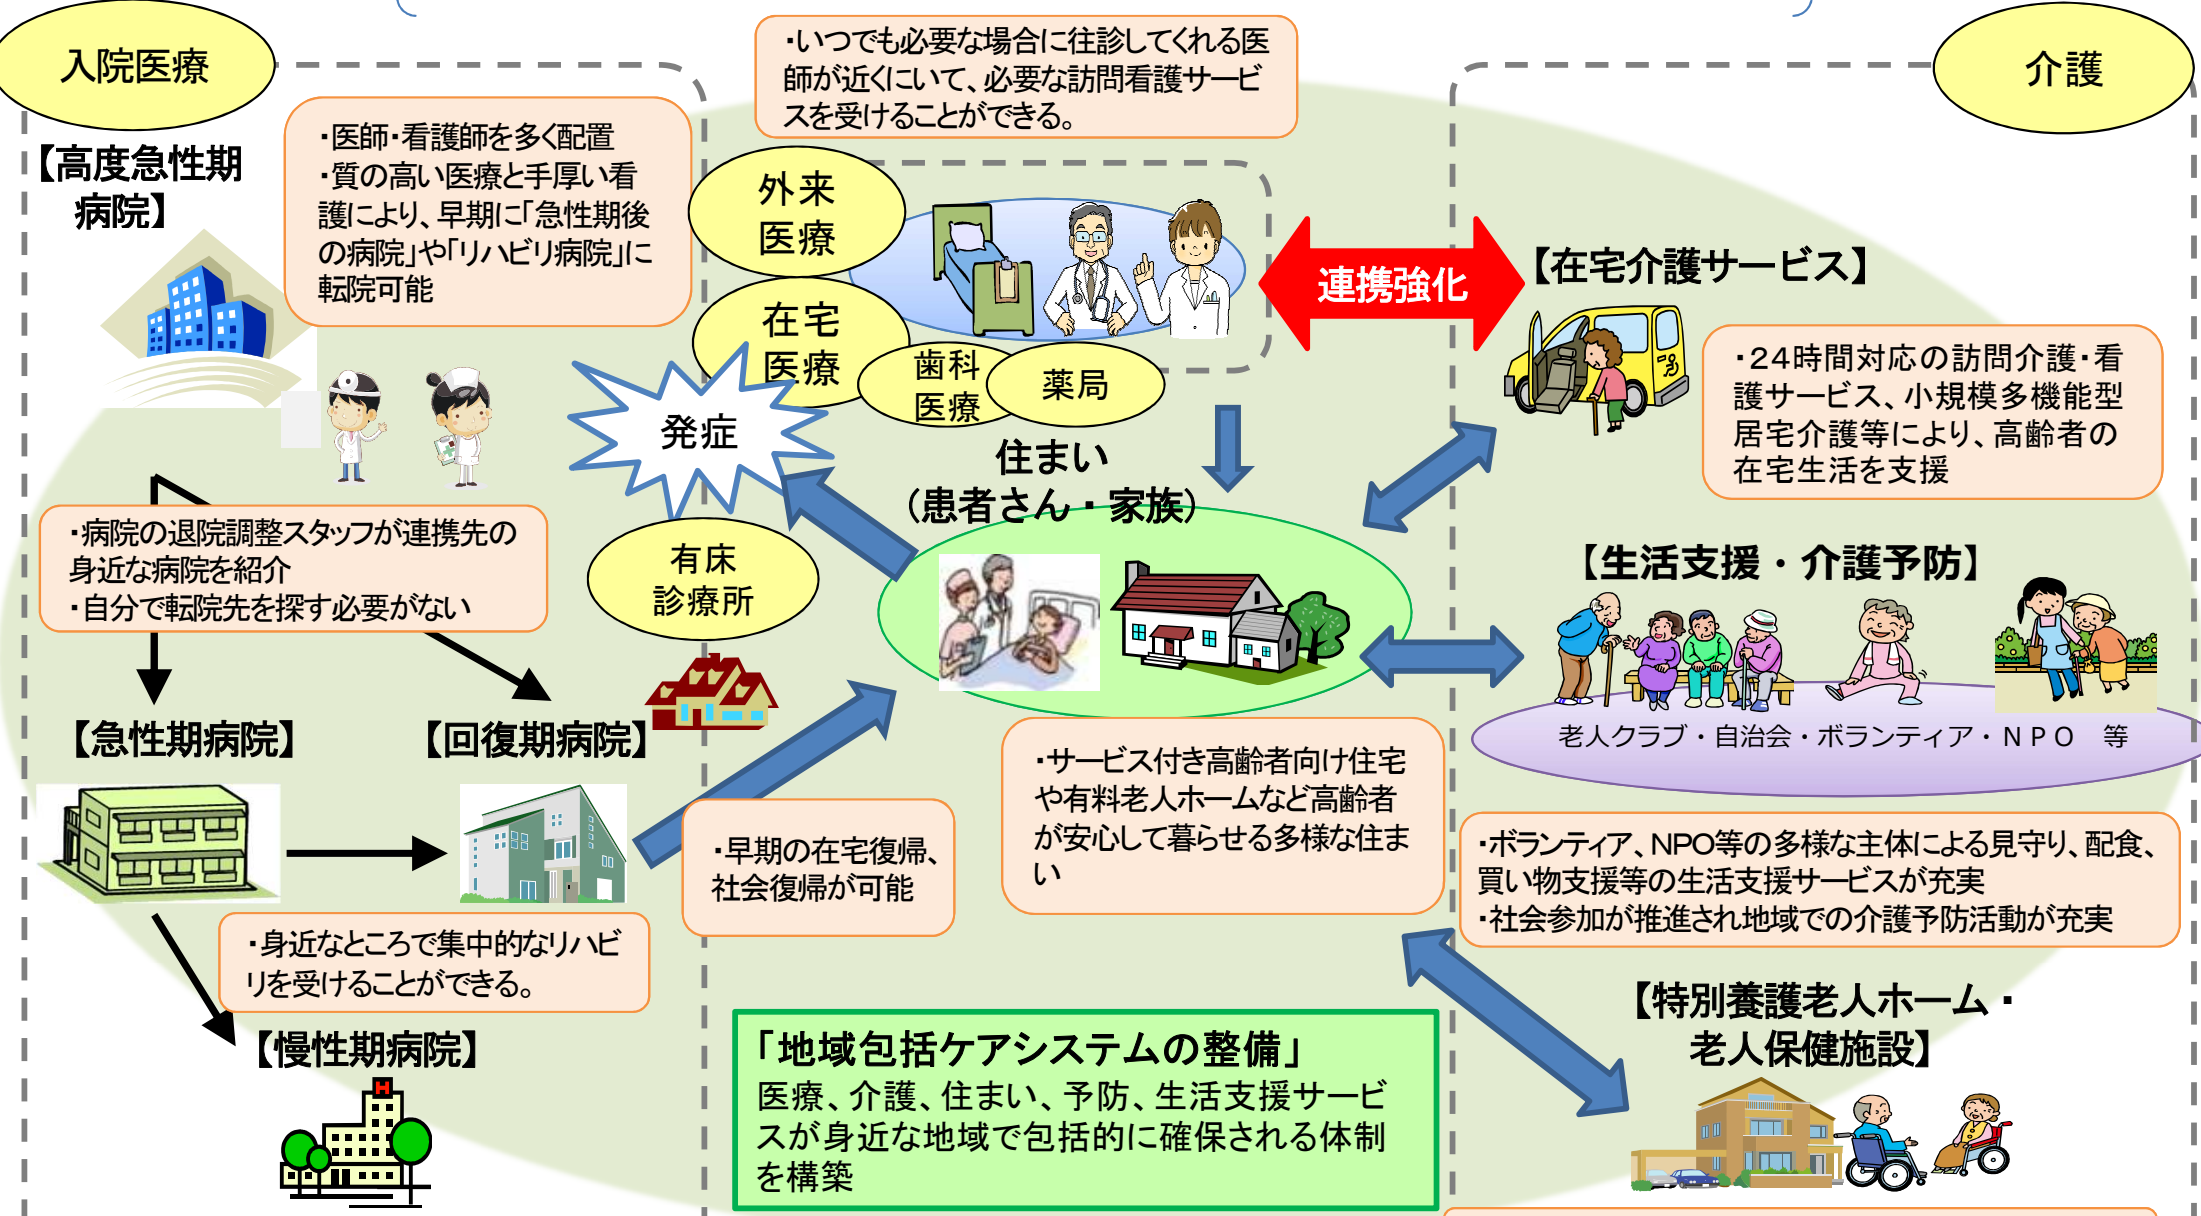 入院医療
介護
・いつでも必要な場合に往診してくれる医
師が近くにいて、必要な訪問看護サービ
スを受けることができる。
【高度急性期
病院】
・医師・看護師を多く配置
・質の高い医療と手厚い看
護により、早期に「急性期後
の病院」や「リハビリ病院」に
転院可能
外来
医療
在宅
医療
歯科
医療
薬局
連携強化
【在宅介護サービス】
・24時間対応の訪問介護・看
護サービス、小規模多機能型
居宅介護等により、高齢者の
在宅生活を支援
発症
住まい
(患者さん・家族)
・病院の退院調整スタッフが連携先の
身近な病院を紹介
・自分で転院先を探す必要がない
有床
診療所
【生活支援・介護予防】
老人クラブ・自治会・ボランティア・NPO 等
【急性期病院】
【回復期病院】
・サービス付き高齢者向け住宅
や有料老人ホームなど高齢者
が安心して暮らせる多様な住ま
い
・早期の在宅復帰、
社会復帰が可能
・ボランティア、NPO等の多様な主体による見守り、配食、
買い物支援等の生活支援サービスが充実
・社会参加が推進され地域での介護予防活動が充実
・身近なところで集中的なリハビ
リを受けることができる。
【慢性期病院】
H
【特別養護老人ホーム・
老人保健施設】
「地域包括ケアシステムの整備」
医療、介護、住まい、予防、生活支援サービ
スが身近な地域で包括的に確保される体制
を構築